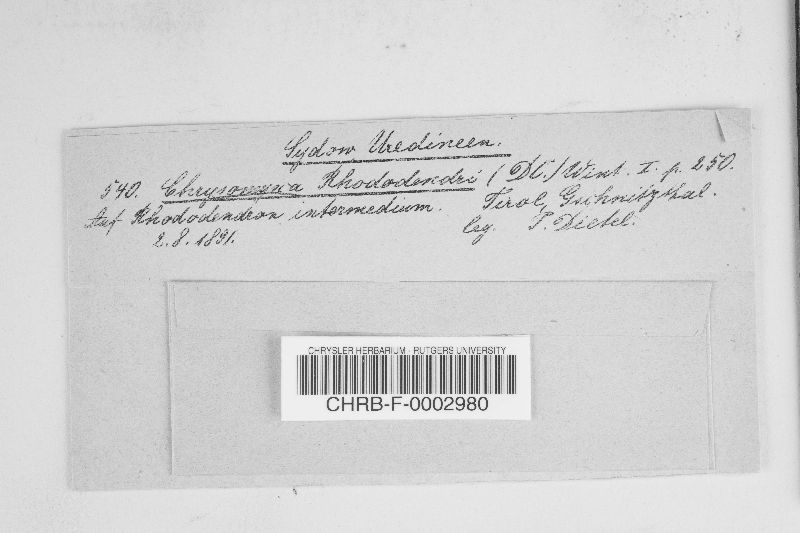 Sydow Uredineen.
540. Chrysomyxa Rhododendri (DC.) Wint. I. p. 250.
Auf Rhododendron intermedium. Tirol, Gschnitzthal.
2. 8. 1891. leg. P. Dietel.
CHRYSLER HERBARIUM - RUTGERS UNIVERSITY
CHRB-F-0002980